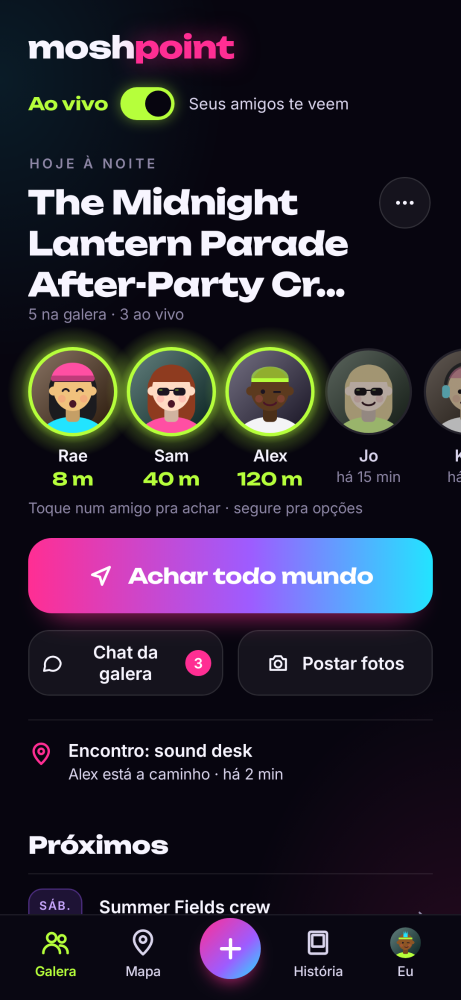 moshpoint
Ao vivo
Seus amigos te veem
HOJE À NOITE
The Midnight
Lantern Parade
After-Party Cr...
5 na galera · 3 ao vivo
Rae
Sam
Alex
Jo
8 m
40 m
120 m
há 15 min
Toque num amigo pra achar · segure pra opções
Achar todo mundo
Chat da
galera
3
Postar fotos
Encontro: sound desk
Alex está a caminho · há 2 min
Próximos
SÁB.
Summer Fields crew
Galera
Mapa
História
Eu